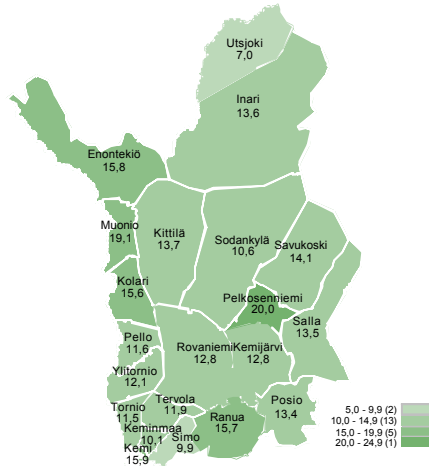 Utsjoki
7,0
Inari
13,6
Enontekiö
15,8
Muonio
19,1
Kittilä
13,7
Sodankylä
10,6
Savukoski
14,1
Kolari
15,6
Pelkosenniemi
20,0
Salla
13,5
Pello
11,6
Rovaniemi
12,8
Kemijärvi
12,8
Ylitornio
12,1
Tervola
11,9
Tornio
11,5
Keminmaa
10,1
Kemi
15,9
Simo
9,9
Ranua
15,7
Posio
13,4
5,0 - 9,9 (2)
10,0 - 14,9 (13)
15,0 - 19,9 (5)
20,0 - 24,9 (1)